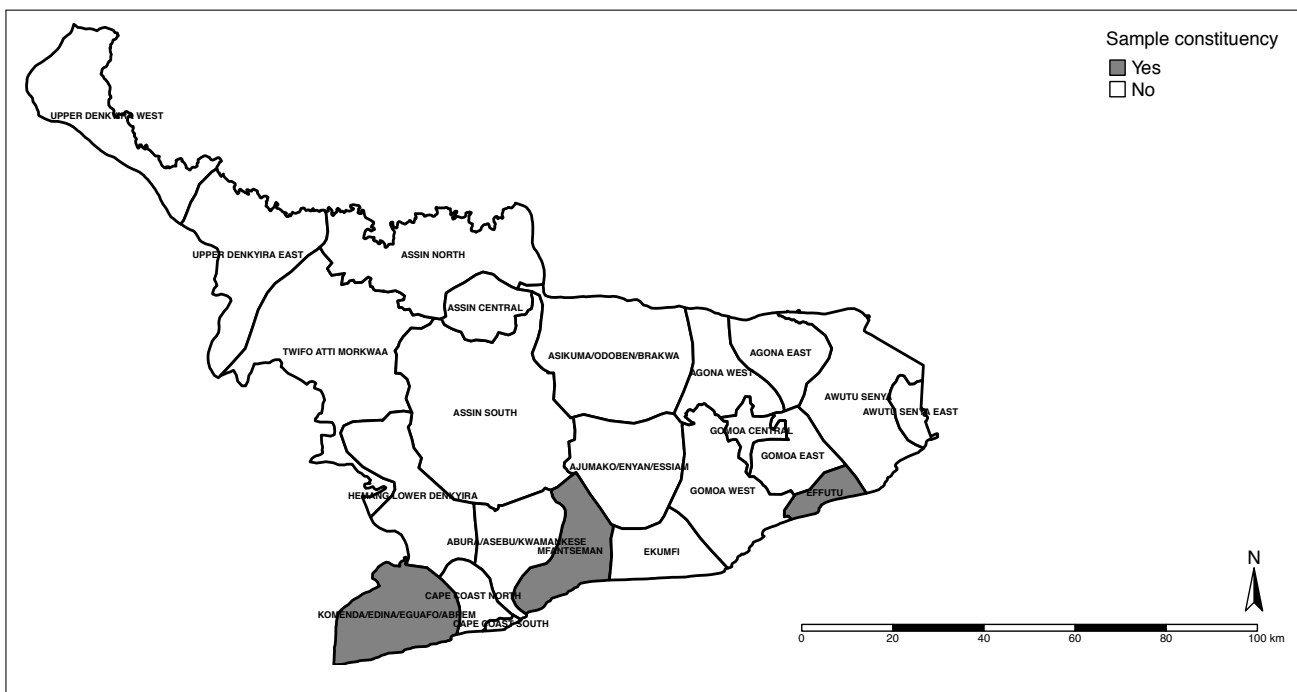 Sample constituency
Yes
No
UPPER DENKYIRA WEST
UPPER DENKYIRA EAST
ASSIN NORTH
ASSIN CENTRAL
TWIFO ATTI MORKWAA
ASIKUMA/ODOBEN/BRAKWA
AGONA EAST
AGONA WEST
AWUTU SENYA
AWUTU SENYA EAST
ASSIN SOUTH
GOMOA CENTRAL
GOMOA EAST
AJUMAKO/ENYAN/ESSIAM
GOMOA WEST
EFFUTU
HEMANG LOWER DENKYIRA
ABURA/ASEBU/KWAMANKESE
MFANTSEMAN
EKUMFI
CAPE COAST NORTH
KOMENDA/EDINA/EGUAFO/ABREM
CAPE COAST SOUTH
N
0 20 40 60 80 100 km